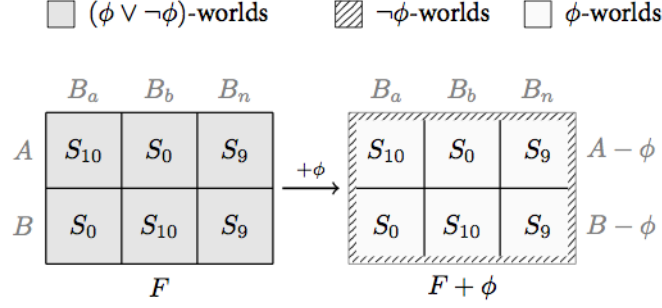 (ϕ ∨ ¬ϕ)-worlds ¬ϕ-worlds ϕ-worlds
B_a B_b B_n B_a B_b B_n
A S_10 S_0 S_9 S_10 S_0 S_9 A − ϕ
+ϕ
B S_0 S_10 S_9 S_0 S_10 S_9 B − ϕ
F F + ϕ